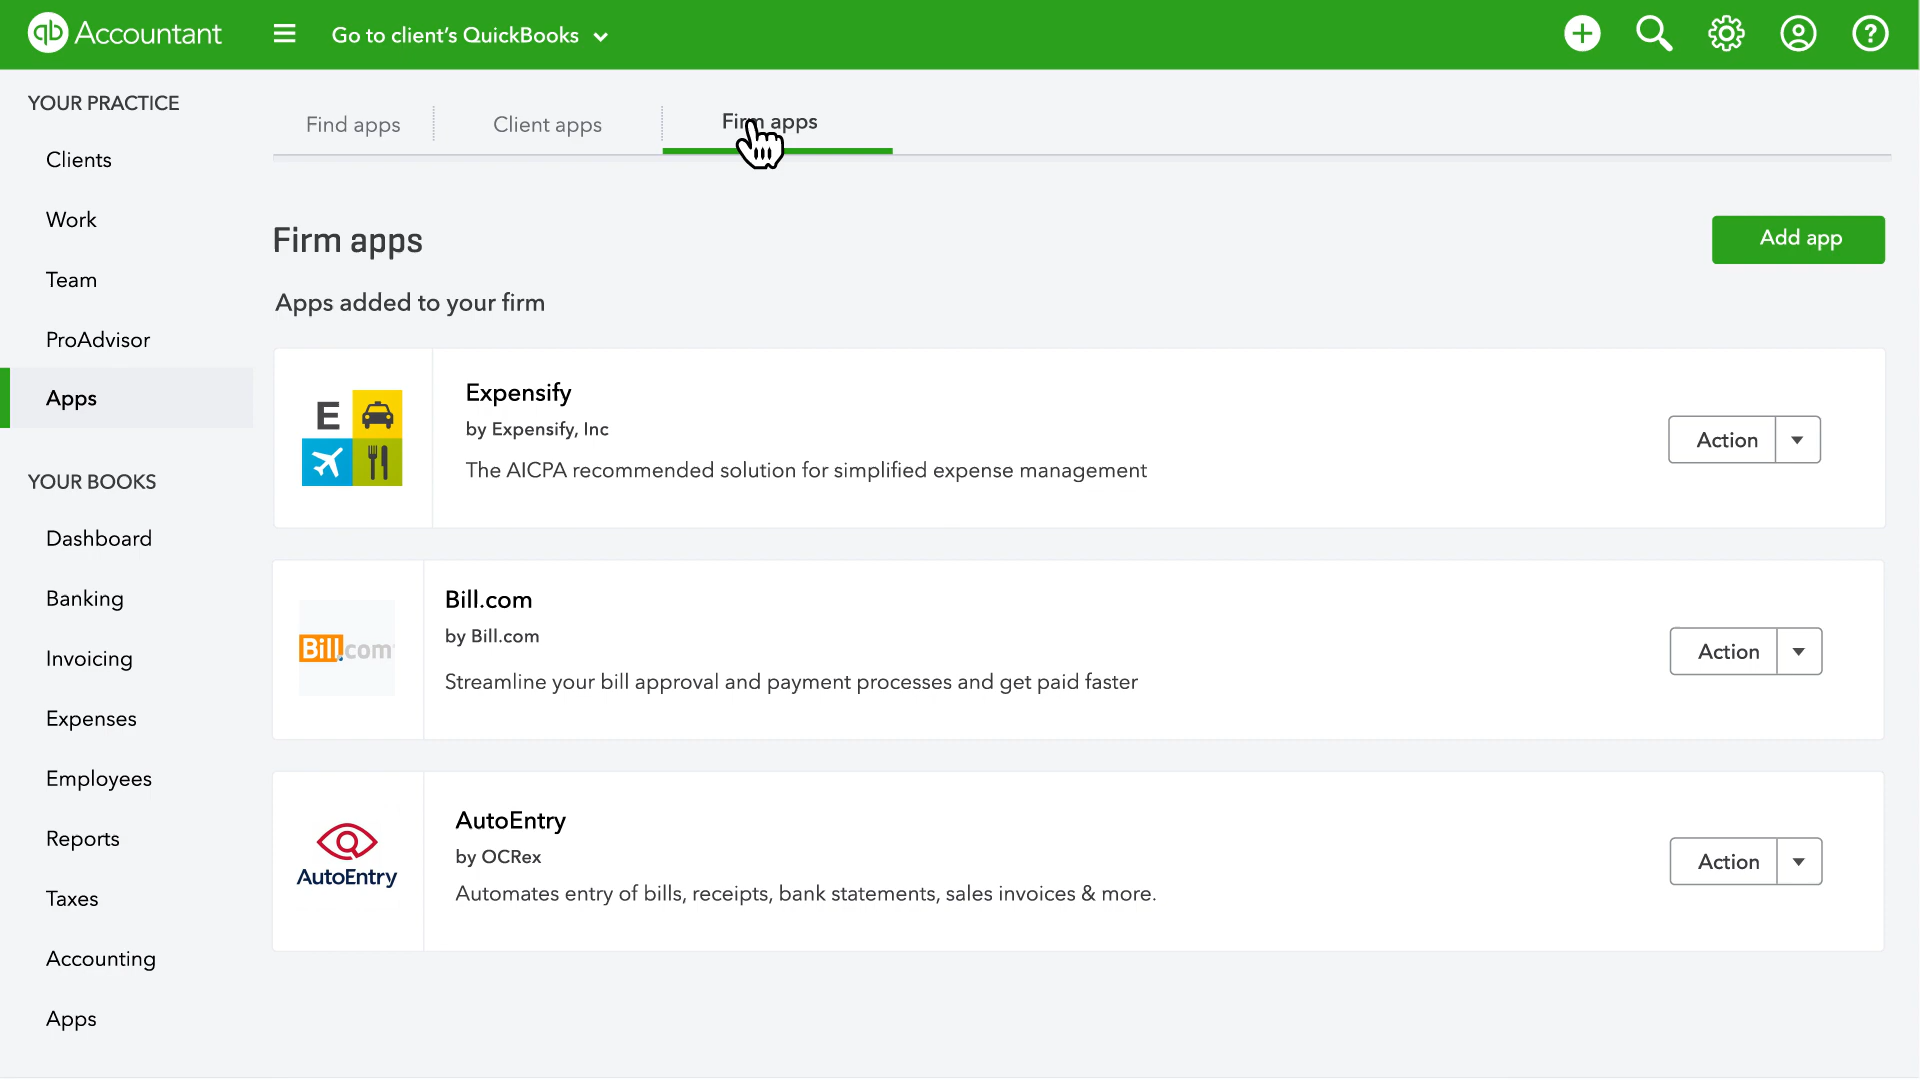 qb Accountant
Go to client's QuickBooks
?
YOUR PRACTICE
Clients
Work
Team
ProAdvisor
Apps
YOUR BOOKS
Dashboard
Banking
Invoicing
Expenses
Employees
Reports
Taxes
Accounting
Apps
Find apps
Client apps
Firm apps
Firm apps
Add app
Apps added to your firm
E
Expensify
by Expensify, Inc
The AICPA recommended solution for simplified expense management
Action
Bill.com
Bill.com
by Bill.com
Streamline your bill approval and payment processes and get paid faster
Action
AutoEntry
AutoEntry
by OCRex
Automates entry of bills, receipts, bank statements, sales invoices & more.
Action